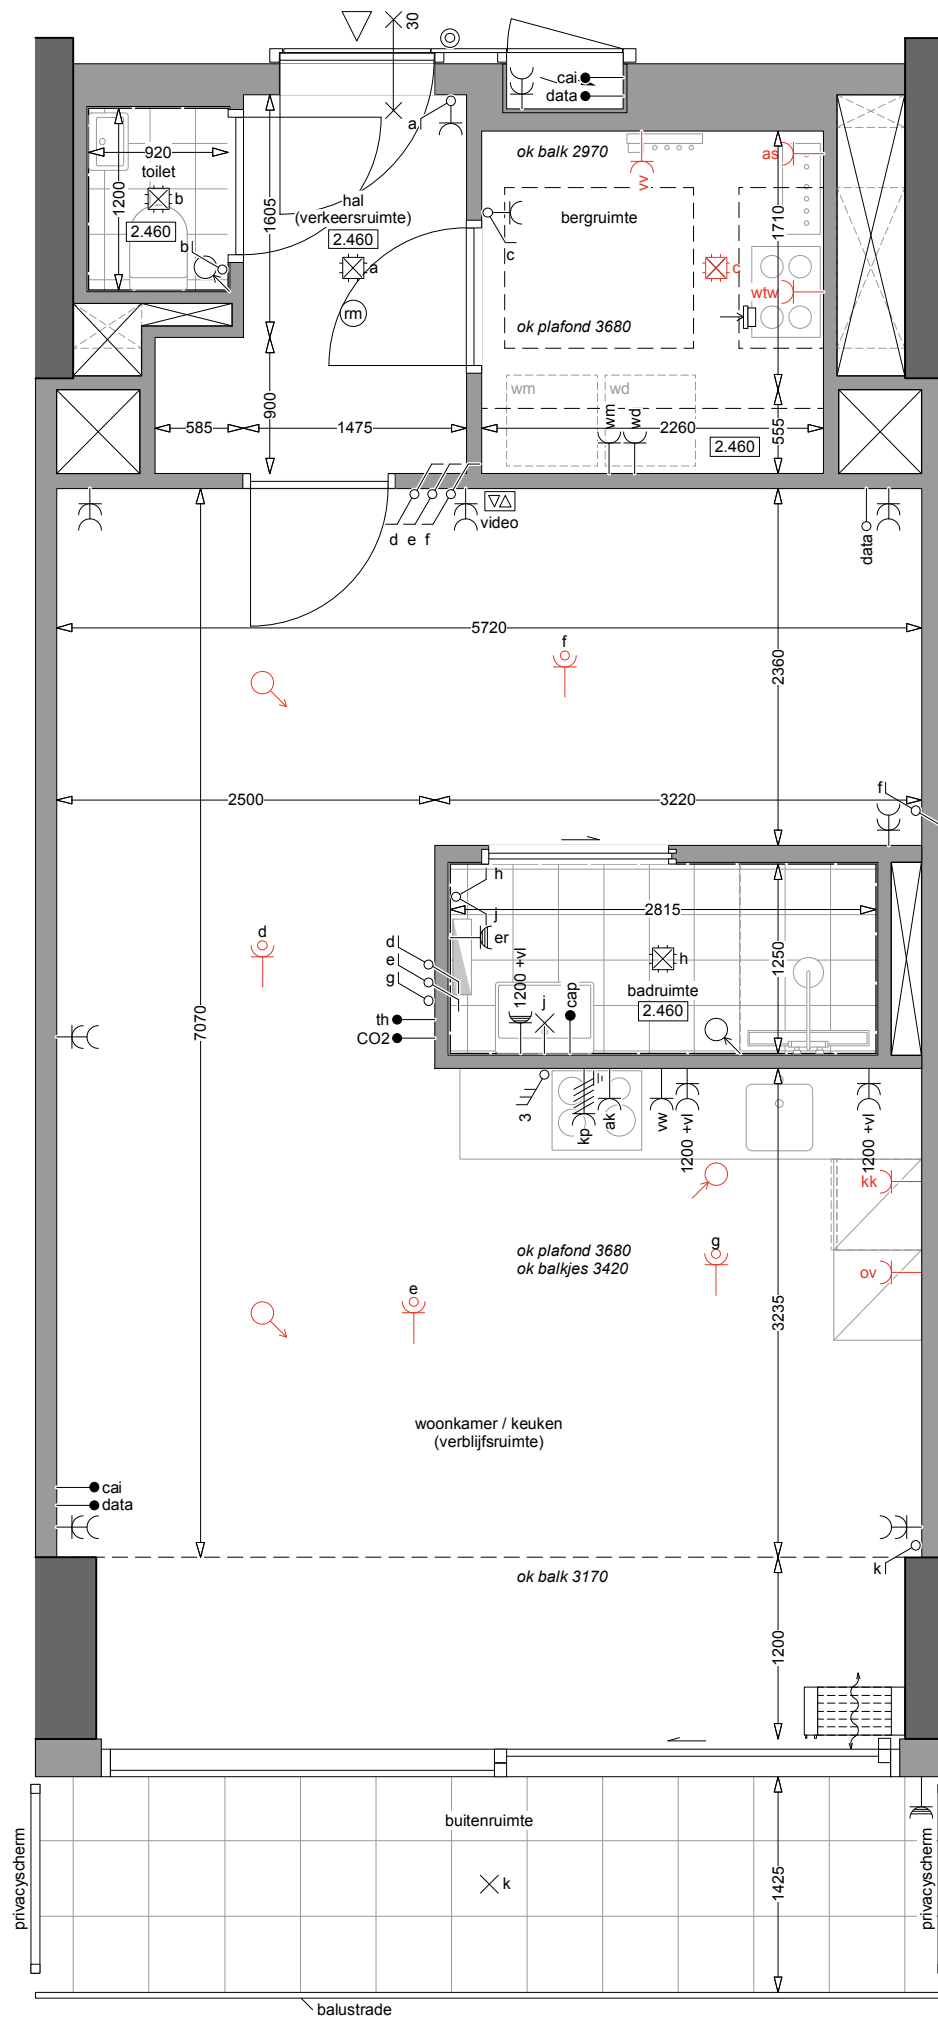 30
cai
data
a
ok balk 2970
vv
as
920
toilet
1200
b
2.460
b
1605
hal
(verkeersruimte)
2.460
a
rm
bergruimte
c
1710
c
wtw
ok plafond 3680
wm
wd
wm
wd
900
585
1475
2260
2.460
555
d e f
video
data
5720
f
2360
2500
3220
f
h
j
2815
er
d
d
e
g
1200 +vl
j
cap
h
badruimte
2.460
1250
th
CO2
7070
3
kp
ak
vw
1200 +vl
1200 +vl
kk
ok plafond 3680
ok balkjes 3420
g
ov
e
3235
woonkamer / keuken
(verblijfsruimte)
cai
data
k
ok balk 3170
1200
buitenruimte
privacyscherm
k
1425
privacyscherm
balustrade